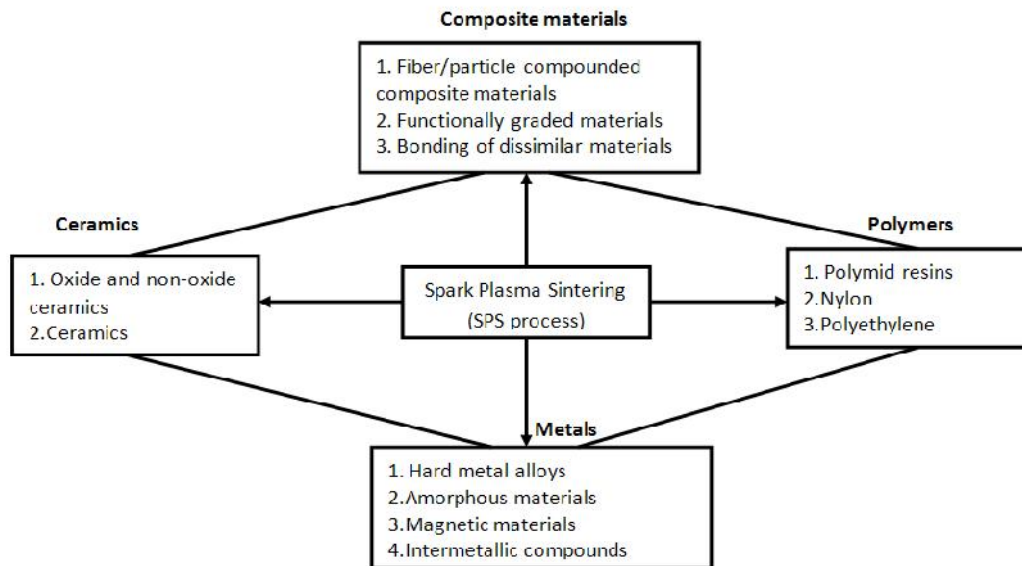 Composite materials
1. Fiber/particle compounded
composite materials
2. Functionally graded materials
3. Bonding of dissimilar materials
Ceramics
1. Oxide and non-oxide
ceramics
2.Ceramics
Spark Plasma Sintering
(SPS process)
Polymers
1. Polymid resins
2.Nylon
3.Polyethylene
Metals
1. Hard metal alloys
2.Amorphous materials
3.Magnetic materials
4.Intermetallic compounds